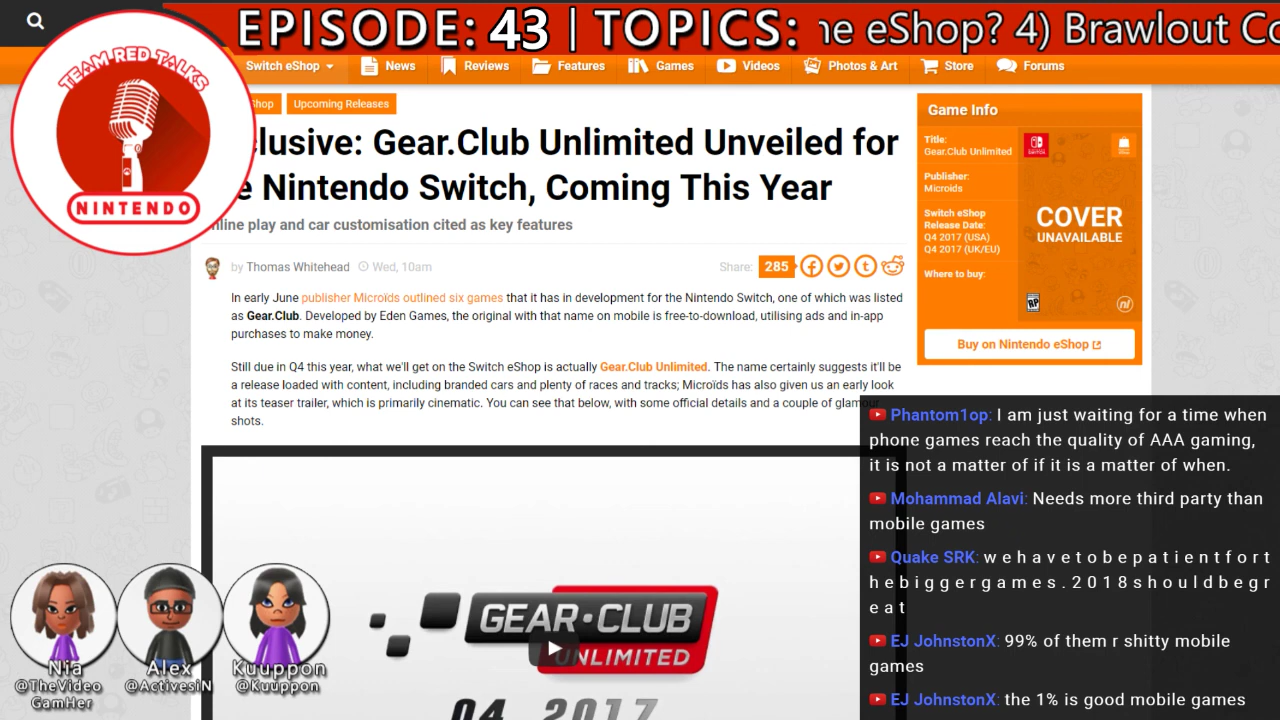 EPISODE: 43 | TOPICS: ne eShop? 4) Brawlout Co
TEAM RED TALKS
NINTENDO
Switch eShop
News
Reviews
Features
Games
Videos
Photos & Art
Store
Forums
Shop
Upcoming Releases
clusive: Gear.Club Unlimited Unveiled for
e Nintendo Switch, Coming This Year
nline play and car customisation cited as key features
by Thomas Whitehead
Wed, 10am
Share: 285
In early June publisher Microïds outlined six games that it has in development for the Nintendo Switch, one of which was listed
as Gear.Club. Developed by Eden Games, the original with that name on mobile is free-to-download, utilising ads and in-app
purchases to make money.
Still due in Q4 this year, what we'll get on the Switch eShop is actually Gear.Club Unlimited. The name certainly suggests it'll be
a release loaded with content, including branded cars and plenty of races and tracks; Microïds has also given us an early look
at its teaser trailer, which is primarily cinematic. You can see that below, with some official details and a couple of glamour
shots.
GEAR·CLUB
UNLIMITED
Q4 2017
Game Info
Title:
Gear.Club Unlimited
Publisher:
Microids
Switch eShop
Release Date:
Q4 2017 (USA)
Q4 2017 (UK/EU)
Where to buy:
COVER
UNAVAILABLE
RP
Buy on Nintendo eShop
Phantom1op: I am just waiting for a time when
phone games reach the quality of AAA gaming,
it is not a matter of if it is a matter of when.
Mohammad Alavi: Needs more third party than
mobile games
Quake SRK: w e h a v e t o b e p a t i e n t f o r t
h e b i g g e r g a m e s . 2 0 1 8 s h o u l d b e g r
e a t
EJ JohnstonX: 99% of them r shitty mobile
games
EJ JohnstonX: the 1% is good mobile games
Nia
@TheVideo
GamHer
Alex
@ActivesiN
Kuuppon
@Kuuppon